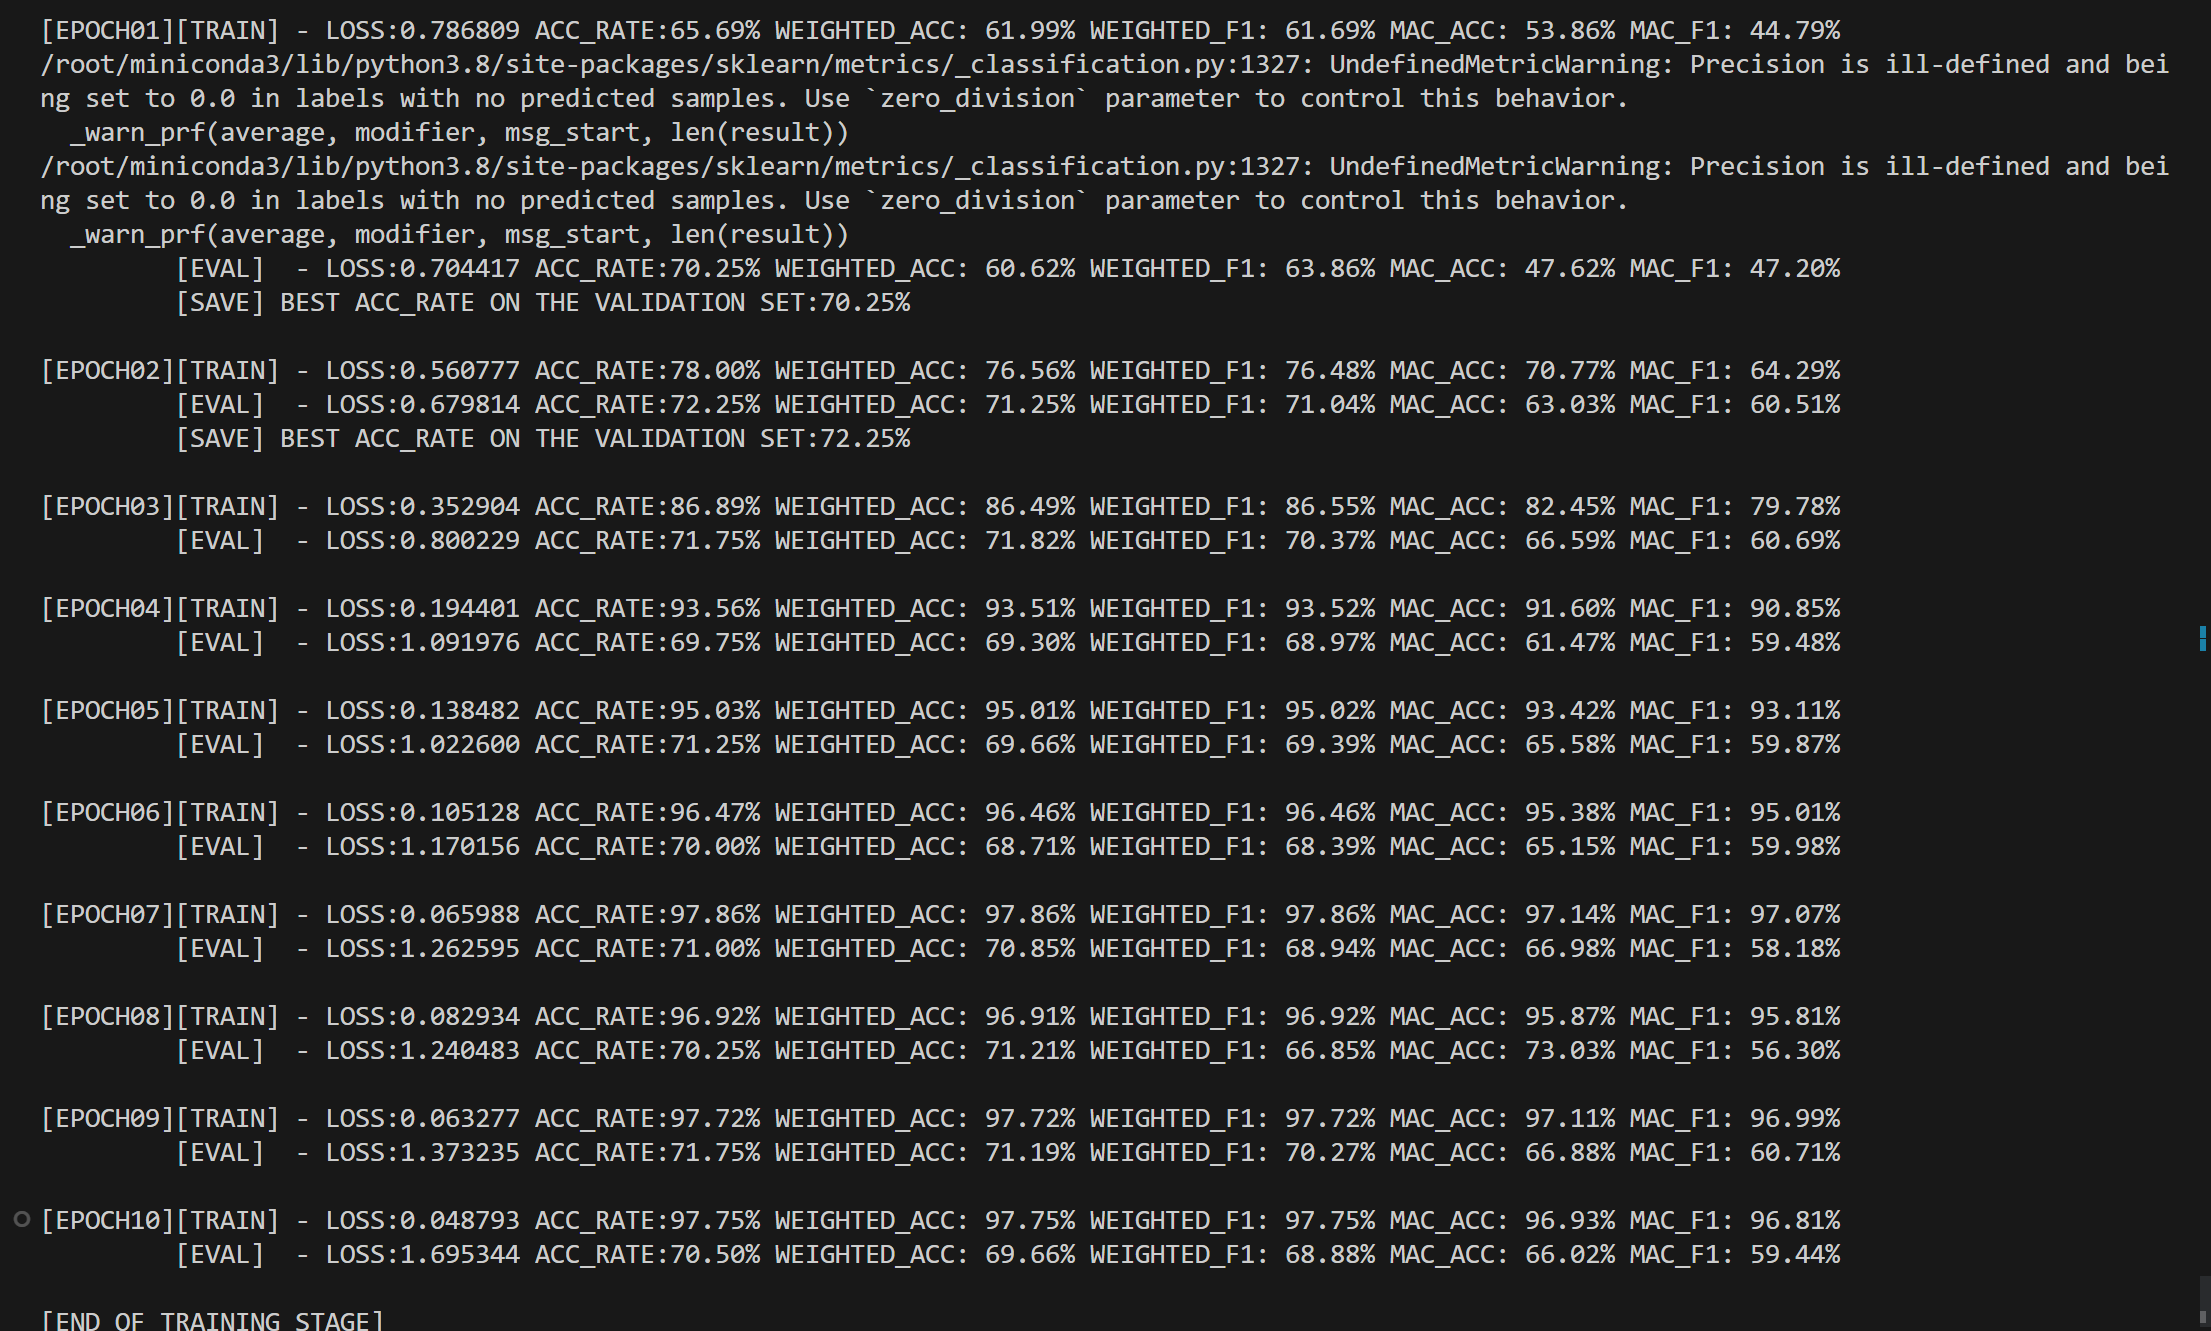 [EPOCH01][TRAIN] - LOSS:0.786809 ACC_RATE:65.69% WEIGHTED_ACC: 61.99% WEIGHTED_F1: 61.69% MAC_ACC: 53.86% MAC_F1: 44.79%
/root/miniconda3/lib/python3.8/site-packages/sklearn/metrics/_classification.py:1327: UndefinedMetricWarning: Precision is ill-defined and bei
ng set to 0.0 in labels with no predicted samples. Use `zero_division` parameter to control this behavior.
  _warn_prf(average, modifier, msg_start, len(result))
/root/miniconda3/lib/python3.8/site-packages/sklearn/metrics/_classification.py:1327: UndefinedMetricWarning: Precision is ill-defined and bei
ng set to 0.0 in labels with no predicted samples. Use `zero_division` parameter to control this behavior.
  _warn_prf(average, modifier, msg_start, len(result))
         [EVAL]  - LOSS:0.704417 ACC_RATE:70.25% WEIGHTED_ACC: 60.62% WEIGHTED_F1: 63.86% MAC_ACC: 47.62% MAC_F1: 47.20%
         [SAVE] BEST ACC_RATE ON THE VALIDATION SET:70.25%

[EPOCH02][TRAIN] - LOSS:0.560777 ACC_RATE:78.00% WEIGHTED_ACC: 76.56% WEIGHTED_F1: 76.48% MAC_ACC: 70.77% MAC_F1: 64.29%
         [EVAL]  - LOSS:0.679814 ACC_RATE:72.25% WEIGHTED_ACC: 71.25% WEIGHTED_F1: 71.04% MAC_ACC: 63.03% MAC_F1: 60.51%
         [SAVE] BEST ACC_RATE ON THE VALIDATION SET:72.25%

[EPOCH03][TRAIN] - LOSS:0.352904 ACC_RATE:86.89% WEIGHTED_ACC: 86.49% WEIGHTED_F1: 86.55% MAC_ACC: 82.45% MAC_F1: 79.78%
         [EVAL]  - LOSS:0.800229 ACC_RATE:71.75% WEIGHTED_ACC: 71.82% WEIGHTED_F1: 70.37% MAC_ACC: 66.59% MAC_F1: 60.69%

[EPOCH04][TRAIN] - LOSS:0.194401 ACC_RATE:93.56% WEIGHTED_ACC: 93.51% WEIGHTED_F1: 93.52% MAC_ACC: 91.60% MAC_F1: 90.85%
         [EVAL]  - LOSS:1.091976 ACC_RATE:69.75% WEIGHTED_ACC: 69.30% WEIGHTED_F1: 68.97% MAC_ACC: 61.47% MAC_F1: 59.48%

[EPOCH05][TRAIN] - LOSS:0.138482 ACC_RATE:95.03% WEIGHTED_ACC: 95.01% WEIGHTED_F1: 95.02% MAC_ACC: 93.42% MAC_F1: 93.11%
         [EVAL]  - LOSS:1.022600 ACC_RATE:71.25% WEIGHTED_ACC: 69.66% WEIGHTED_F1: 69.39% MAC_ACC: 65.58% MAC_F1: 59.87%

[EPOCH06][TRAIN] - LOSS:0.105128 ACC_RATE:96.47% WEIGHTED_ACC: 96.46% WEIGHTED_F1: 96.46% MAC_ACC: 95.38% MAC_F1: 95.01%
         [EVAL]  - LOSS:1.170156 ACC_RATE:70.00% WEIGHTED_ACC: 68.71% WEIGHTED_F1: 68.39% MAC_ACC: 65.15% MAC_F1: 59.98%

[EPOCH07][TRAIN] - LOSS:0.065988 ACC_RATE:97.86% WEIGHTED_ACC: 97.86% WEIGHTED_F1: 97.86% MAC_ACC: 97.14% MAC_F1: 97.07%
         [EVAL]  - LOSS:1.262595 ACC_RATE:71.00% WEIGHTED_ACC: 70.85% WEIGHTED_F1: 68.94% MAC_ACC: 66.98% MAC_F1: 58.18%

[EPOCH08][TRAIN] - LOSS:0.082934 ACC_RATE:96.92% WEIGHTED_ACC: 96.91% WEIGHTED_F1: 96.92% MAC_ACC: 95.87% MAC_F1: 95.81%
         [EVAL]  - LOSS:1.240483 ACC_RATE:70.25% WEIGHTED_ACC: 71.21% WEIGHTED_F1: 66.85% MAC_ACC: 73.03% MAC_F1: 56.30%

[EPOCH09][TRAIN] - LOSS:0.063277 ACC_RATE:97.72% WEIGHTED_ACC: 97.72% WEIGHTED_F1: 97.72% MAC_ACC: 97.11% MAC_F1: 96.99%
         [EVAL]  - LOSS:1.373235 ACC_RATE:71.75% WEIGHTED_ACC: 71.19% WEIGHTED_F1: 70.27% MAC_ACC: 66.88% MAC_F1: 60.71%

[EPOCH10][TRAIN] - LOSS:0.048793 ACC_RATE:97.75% WEIGHTED_ACC: 97.75% WEIGHTED_F1: 97.75% MAC_ACC: 96.93% MAC_F1: 96.81%
         [EVAL]  - LOSS:1.695344 ACC_RATE:70.50% WEIGHTED_ACC: 69.66% WEIGHTED_F1: 68.88% MAC_ACC: 66.02% MAC_F1: 59.44%

[END OF TRAINING STAGE]